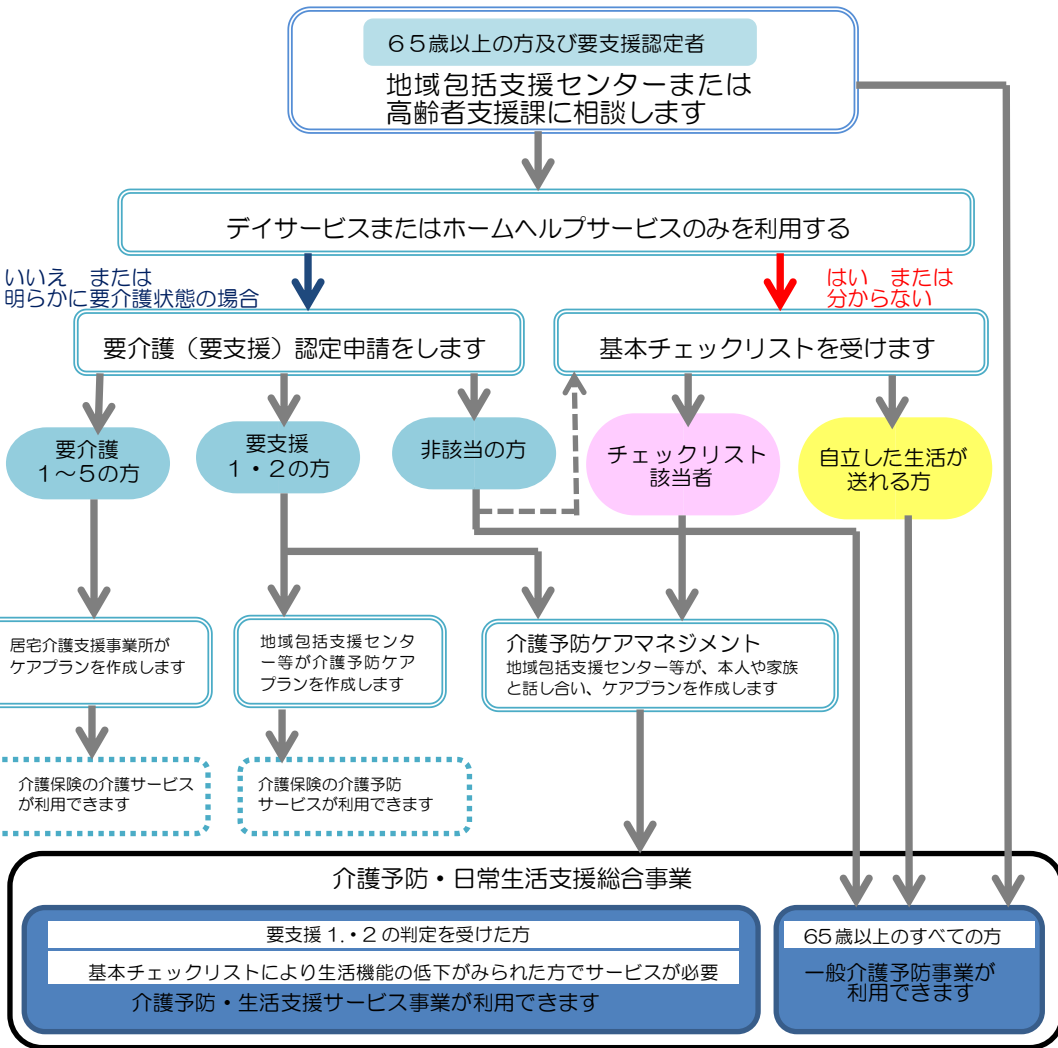 ６５歳以上の方及び要支援認定者
地域包括支援センターまたは
高齢者支援課に相談します
デイサービスまたはホームヘルプサービスのみを利用する
いいえ　または
明らかに要介護状態の場合
はい　または
分からない
要介護（要支援）認定申請をします
基本チェックリストを受けます
要介護
１～５の方
要支援
１・２の方
非該当の方
チェックリスト
該当者
自立した生活が
送れる方
居宅介護支援事業所が
ケアプランを作成します
地域包括支援センタ
ー等が介護予防ケア
プランを作成します
介護予防ケアマネジメント
地域包括支援センター等が、本人や家族
と話し合い、ケアプランを作成します
介護保険の介護サービス
が利用できます
介護保険の介護予防
サービスが利用できます
介護予防・日常生活支援総合事業
要支援 1.・2 の判定を受けた方
基本チェックリストにより生活機能の低下がみられた方でサービスが必要
介護予防・生活支援サービス事業が利用できます
65歳以上のすべての方
一般介護予防事業が
利用できます